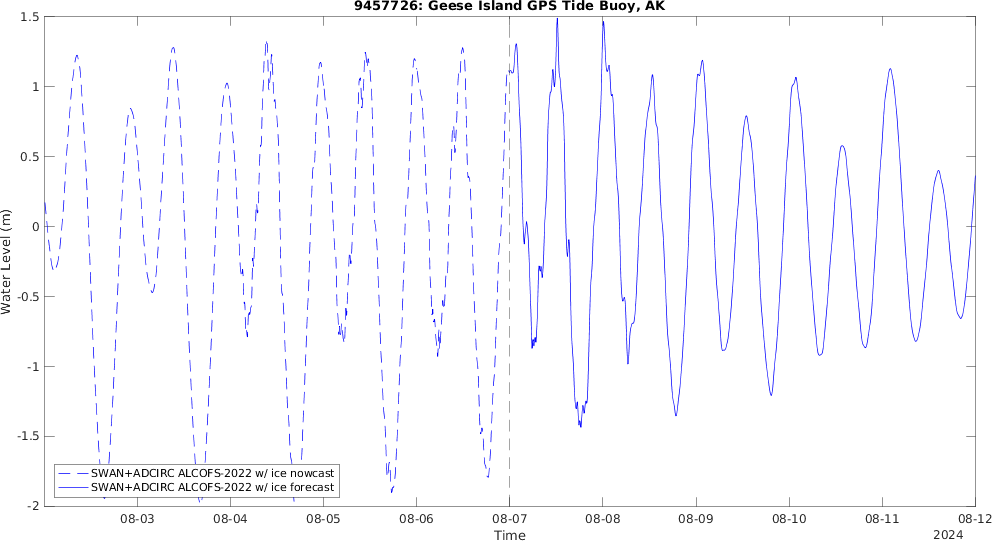 9457726: Geese Island GPS Tide Buoy, AK
1.5
1
0.5
0
-0.5
-1
-1.5
-2
Water Level (m)
SWAN+ADCIRC ALCOFS-2022 w/ ice nowcast
SWAN+ADCIRC ALCOFS-2022 w/ ice forecast
08-03 08-04 08-05 08-06 08-07 08-08 08-09 08-10 08-11 08-12
Time
2024